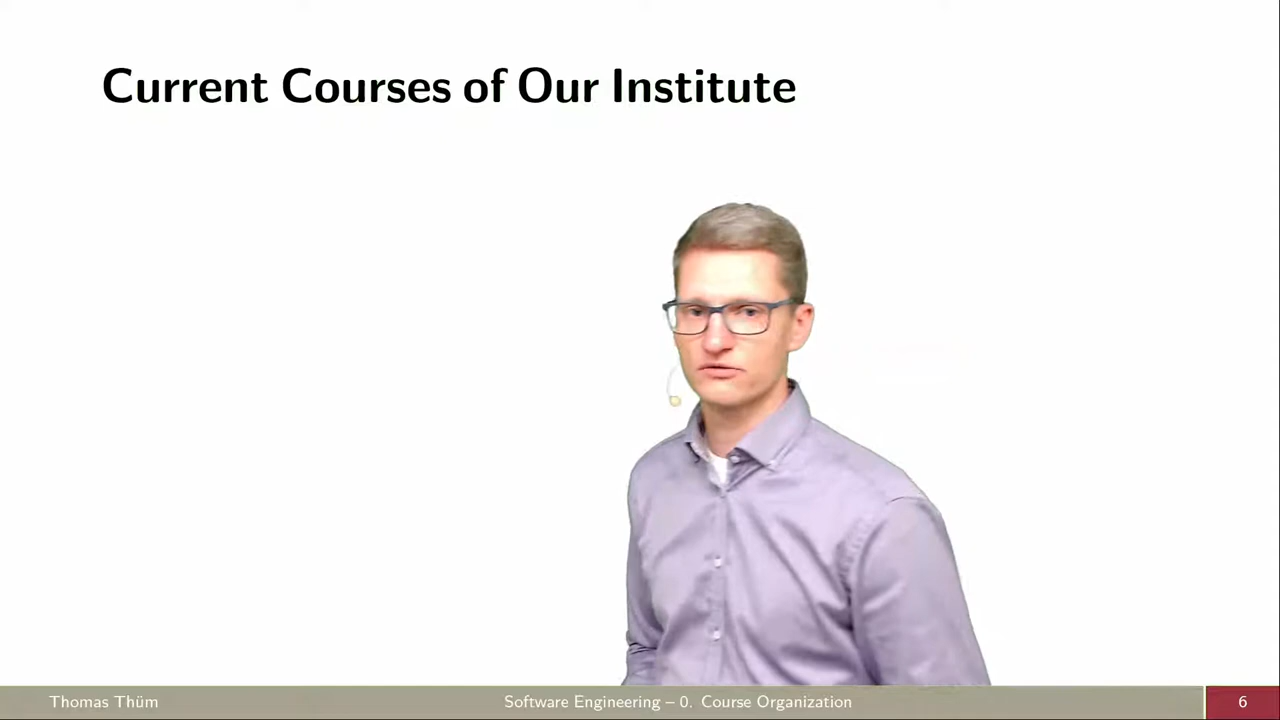 Current Courses of Our Institute
Thomas Thüm
Software Engineering – 0. Course Organization
6